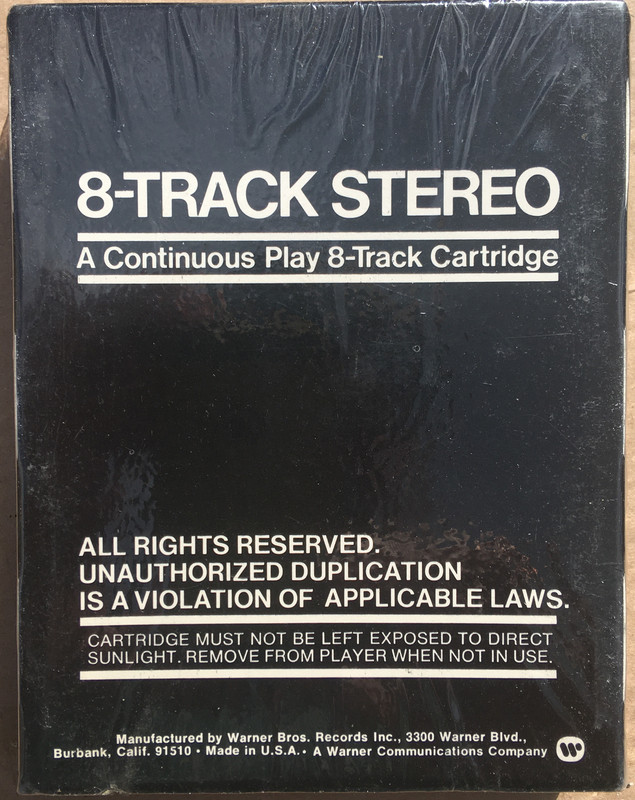 8-TRACK STEREO
A Continuous Play 8-Track Cartridge
ALL RIGHTS RESERVED.
UNAUTHORIZED DUPLICATION
IS A VIOLATION OF APPLICABLE LAWS.
CARTRIDGE MUST NOT BE LEFT EXPOSED TO DIRECT
SUNLIGHT. REMOVE FROM PLAYER WHEN NOT IN USE.
Manufactured by Warner Bros. Records Inc., 3300 Warner Blvd.,
Burbank, Calif. 91510 • Made in U.S.A. • A Warner Communications Company